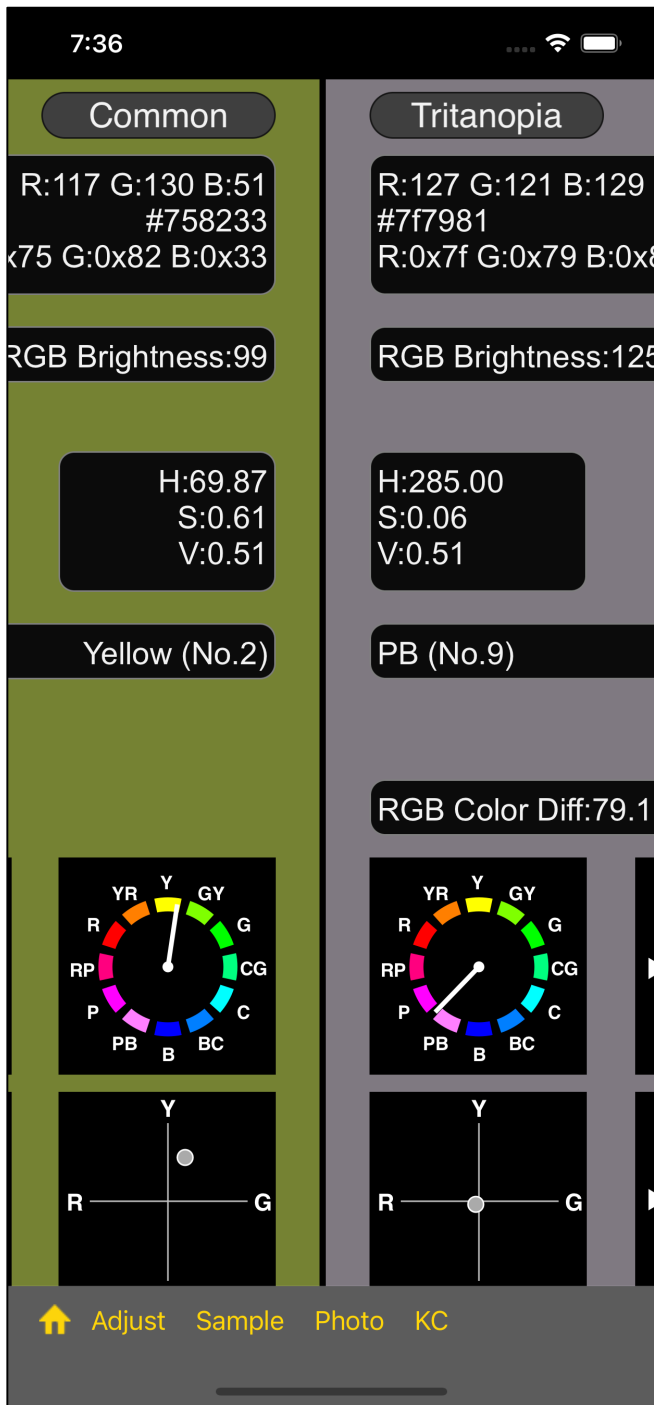 7:36
Common
R:117 G:130 B:51
#758233
x75 G:0x82 B:0x33
RGB Brightness:99
H:69.87
S:0.61
V:0.51
Yellow (No.2)
Tritanopia
R:127 G:121 B:129
#7f7981
R:0x7f G:0x79 B:0x8
RGB Brightness:125
H:285.00
S:0.06
V:0.51
PB (No.9)
RGB Color Diff:79.1
Y
YR GY
R G
RP CG
P C
PB BC
B
Y
YR GY
R G
RP CG
P C
PB BC
B
Y
R G
Y
R G
Adjust Sample Photo KC